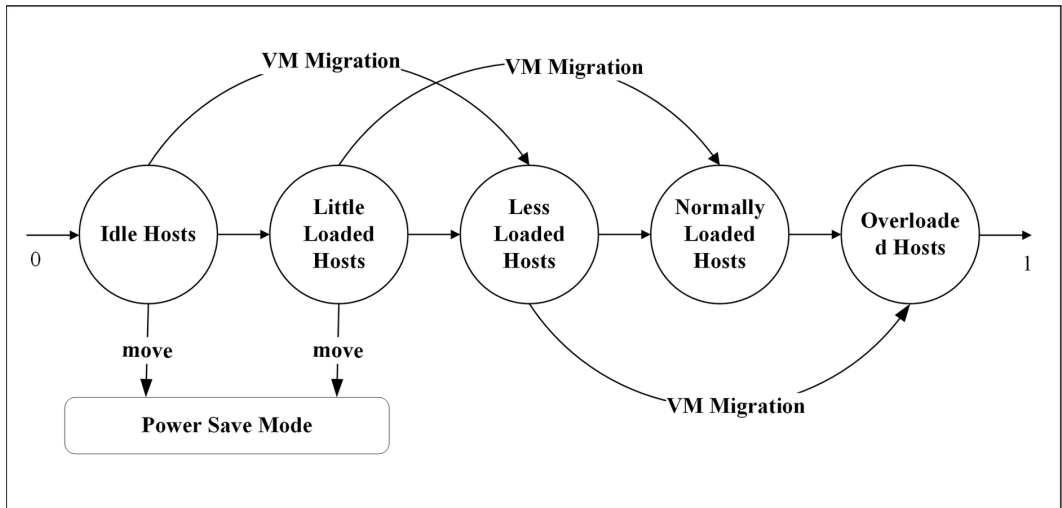 VM Migration
VM Migration
Idle Hosts
Little
Loaded
Hosts
Less
Loaded
Hosts
Normally
Loaded
Hosts
Overloade
d Hosts
0
1
move
move
VM Migration
Power Save Mode